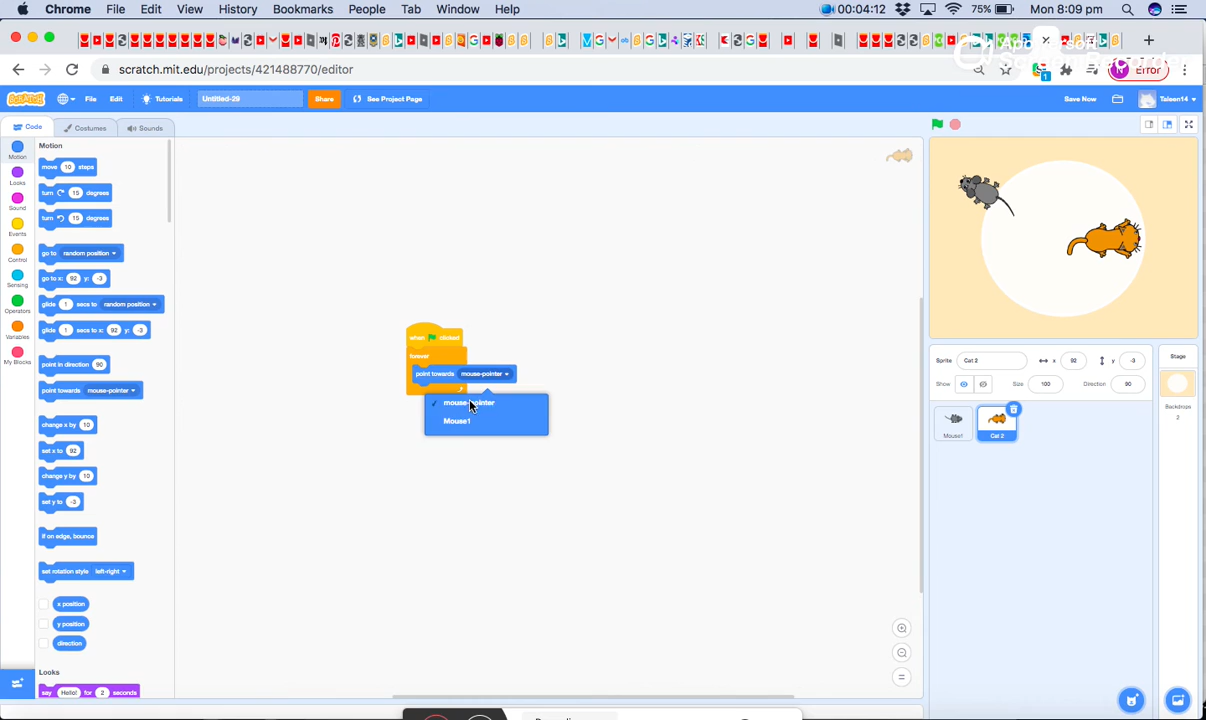 Chrome File Edit View History Bookmarks People Tab Window Help 00:04:12 75% Mon 8:09 pm
scratch.mit.edu/projects/421488770/editor Error
SCRATCH File Edit Tutorials Untitled-29 Share See Project Page Save Now Taleen14
Code Costumes Sounds
Motion
Looks
Sound
Events
Control
Sensing
Operators
Variables
My Blocks
Motion
move 10 steps
turn 15 degrees
turn 15 degrees
go to random position
go to x: 92 y: -3
glide 1 secs to random position
glide 1 secs to x: 92 y: -3
point in direction 90
point towards mouse-pointer
change x by 10
set x to 92
change y by 10
set y to -3
if on edge, bounce
set rotation style left-right
x position
y position
direction
Looks
say Hello! for 2 seconds
when clicked
forever
point towards mouse-pointer
✓ mouse-pointer
Mouse1
Sprite Cat 2 x 92 y -3
Show Size 100 Direction 90
Mouse1
Cat 2
Stage
Backdrops
2